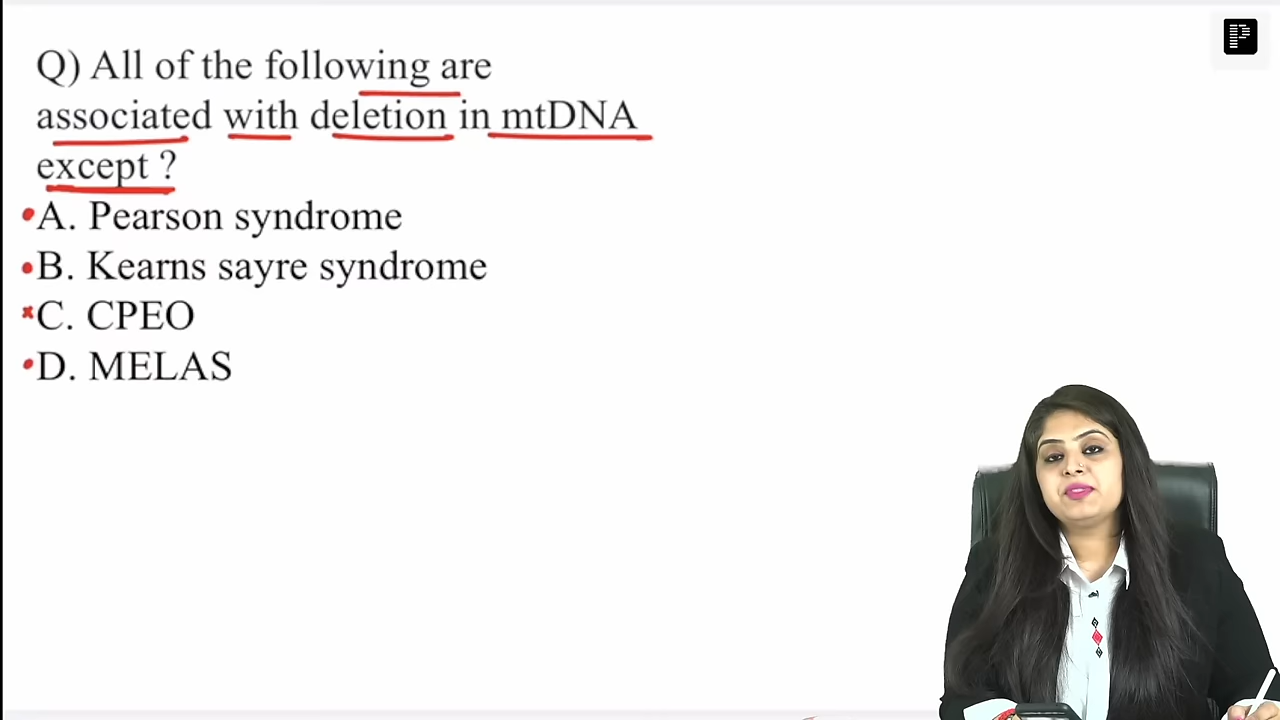 Q) All of the following are
associated with deletion in mtDNA
except ?
A. Pearson syndrome
B. Kearns sayre syndrome
C. CPEO
D. MELAS